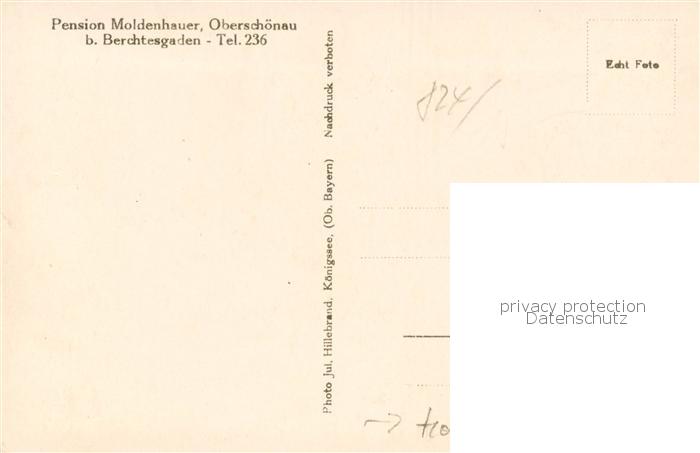 Pension Moldenhauer, Oberschönau
b. Berchtesgaden - Tel. 236
Photo Jul. Hillebrand, Königssee, (Ob. Bayern) Nachdruck verboten
Echt Foto
824/
privacy protection
Datenschutz